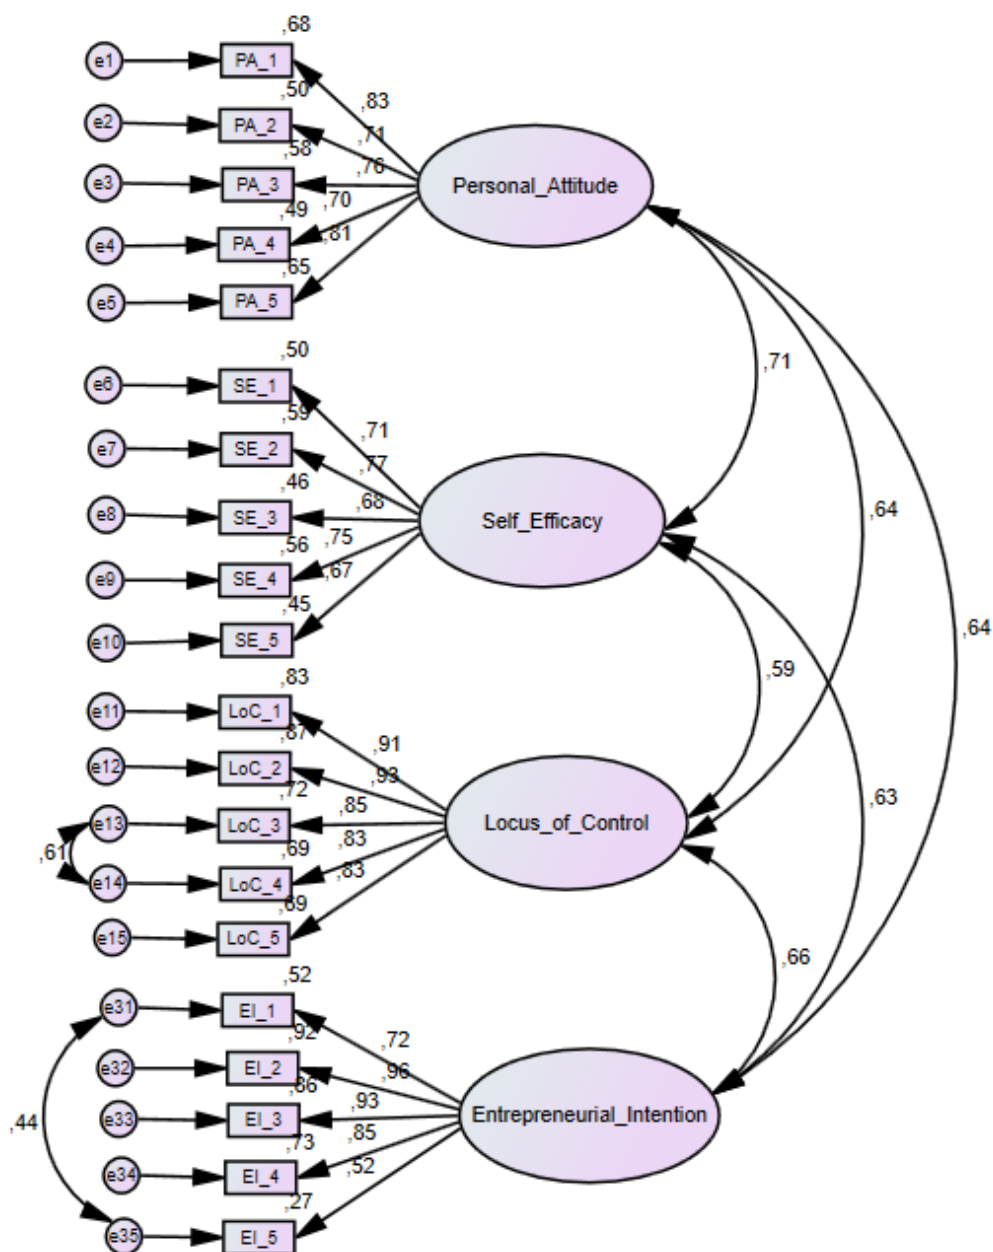 ,68
e1
PA_1
,50
,83
e2
PA_2
,71
,58
,76
e3
PA_3
Personal_Attitude
,49
,70
e4
PA_4
,81
,65
e5
PA_5
,50
e6
SE_1
,71
,59
,71
e7
SE_2
,77
,46
,68
e8
SE_3
Self_Efficacy
,64
,56
,75
e9
SE_4
,67
,45
e10
SE_5
,64
,83
,59
e11
LoC_1
,87
,91
e12
LoC_2
,93
,72
,63
,85
e13
LoC_3
Locus_of_Control
,61
,69
,83
e14
LoC_4
,83
,69
e15
LoC_5
,66
,52
e31
EI_1
,92
,72
e32
EI_2
,96
,86
,93
e33
EI_3
Entrepreneurial_Intention
,44
,73
,85
e34
EI_4
,52
,27
e35
EI_5